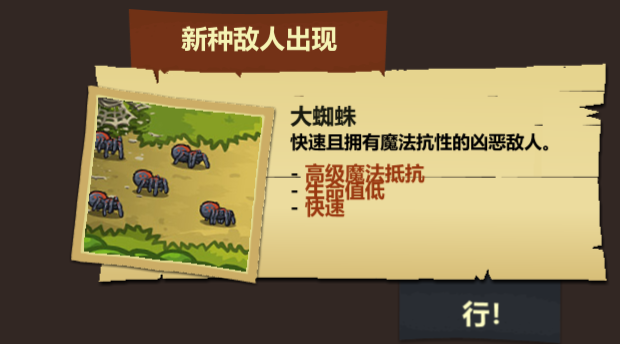 新种敌人出现
大蜘蛛
快速且拥有魔法抗性的凶恶敌人。
- 高级魔法抵抗
- 生命值低
- 快速
行!